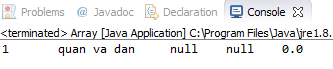 Problems @ Javadoc Declaration Console
<terminated> Array [Java Application] C:\Program Files\Java\jre1.8.
1 quan va dan null null 0.0